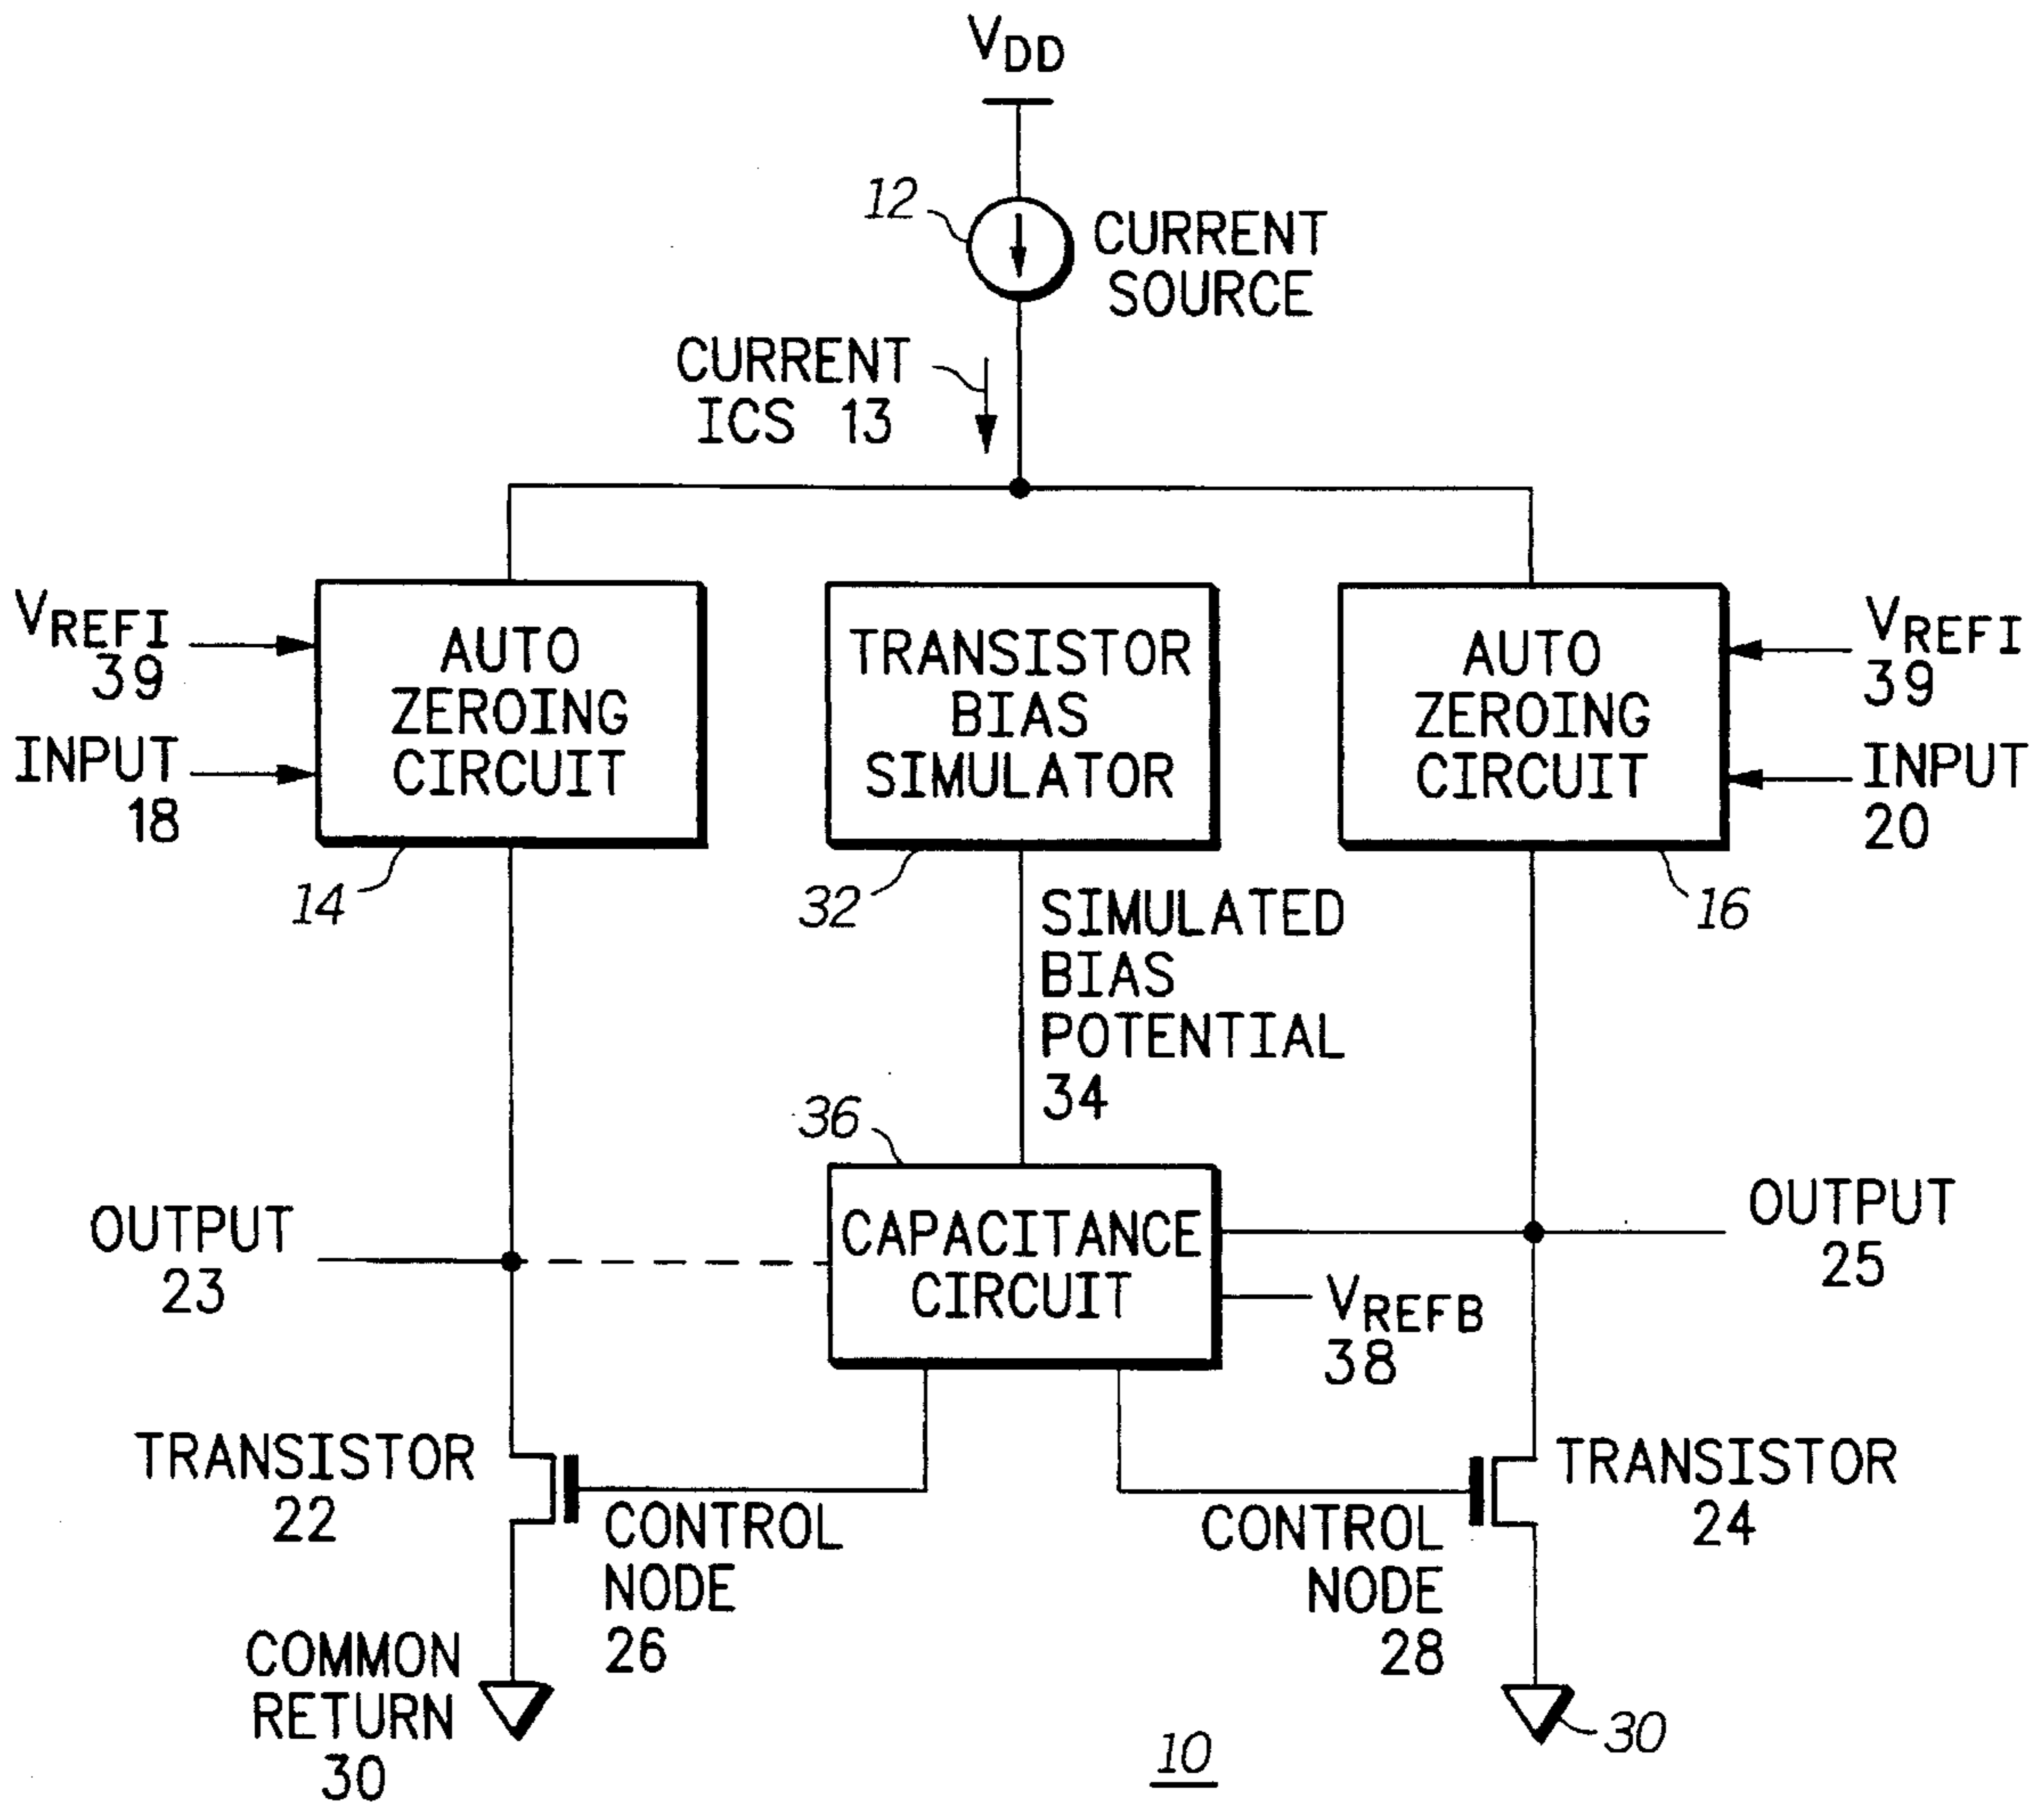 VDD
12
CURRENT
SOURCE
CURRENT
ICS 13
VREFI
39
INPUT
18
AUTO
ZEROING
CIRCUIT
14
TRANSISTOR
BIAS
SIMULATOR
32
AUTO
ZEROING
CIRCUIT
16
VREFI
39
INPUT
20
SIMULATED
BIAS
POTENTIAL
34
36
OUTPUT
23
CAPACITANCE
CIRCUIT
OUTPUT
25
VREFB
38
TRANSISTOR
22
CONTROL
NODE
26
CONTROL
NODE
28
TRANSISTOR
24
COMMON
RETURN
30
30
10